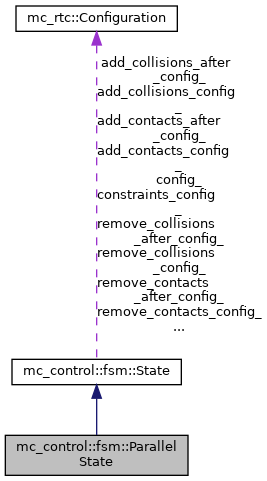 mc_rtc::Configuration
add_collisions_after
_config_
add_collisions_config
_
add_contacts_after
_config_
add_contacts_config
_
config_
constraints_config
_
remove_collisions
_after_config_
remove_collisions
_config_
remove_contacts
_after_config_
remove_contacts_config_
...
mc_control::fsm::State
mc_control::fsm::Parallel
State